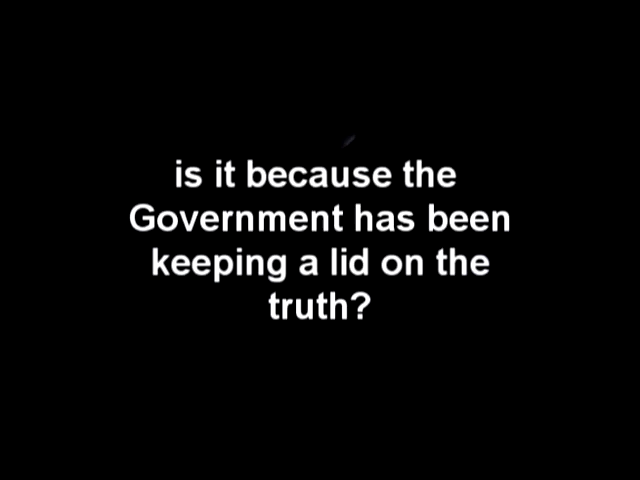 is it because the
Government has been
keeping a lid on the
truth?